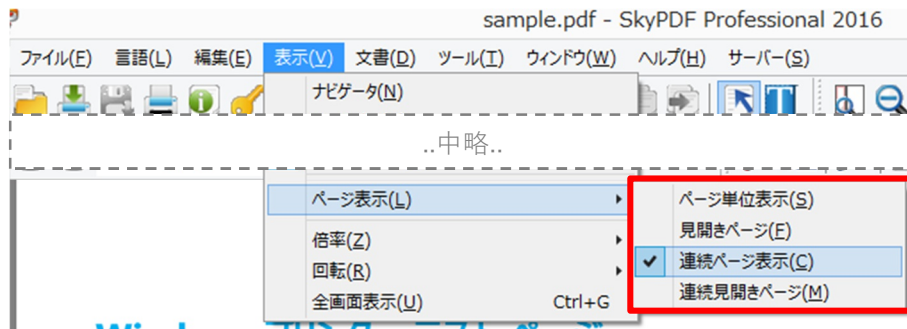 sample.pdf - SkyPDF Professional 2016
ファイル(F) 言語(L) 編集(E) 表示(V) 文書(D) ツール(T) ウィンドウ(W) ヘルプ(H) サーバー(S)
ナビゲータ(N)
..中略..
ページ表示(L)
ページ単位表示(S)
見開きページ(F)
連続ページ表示(C)
連続見開きページ(M)
倍率(Z)
回転(R)
全画面表示(U) Ctrl+G